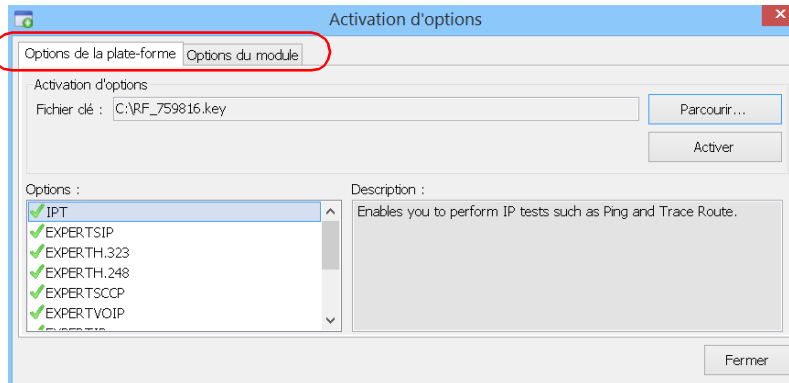 Activation d'options
Options de la plate-forme Options du module
Activation d'options
Fichier clé : C:\RF_759816.key Parcourir...
Activer
Options : Description :
IPT Enables you to perform IP tests such as Ping and Trace Route.
EXPERTSIP
EXPERTH.323
EXPERTH.248
EXPERTSCCP
EXPERTVOIP
Fermer